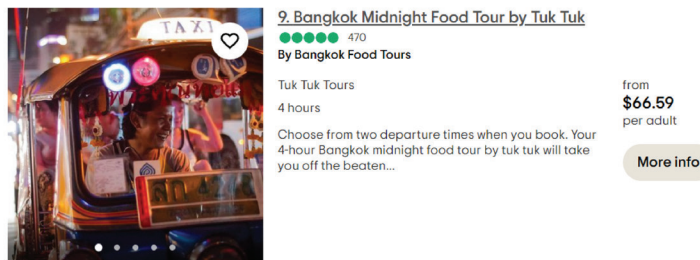 TAXI
9. Bangkok Midnight Food Tour by Tuk Tuk
470
By Bangkok Food Tours
Tuk Tuk Tours
4 hours
Choose from two departure times when you book. Your
4-hour Bangkok midnight food tour by tuk tuk will take
you off the beaten...
from
$66.59
per adult
More info